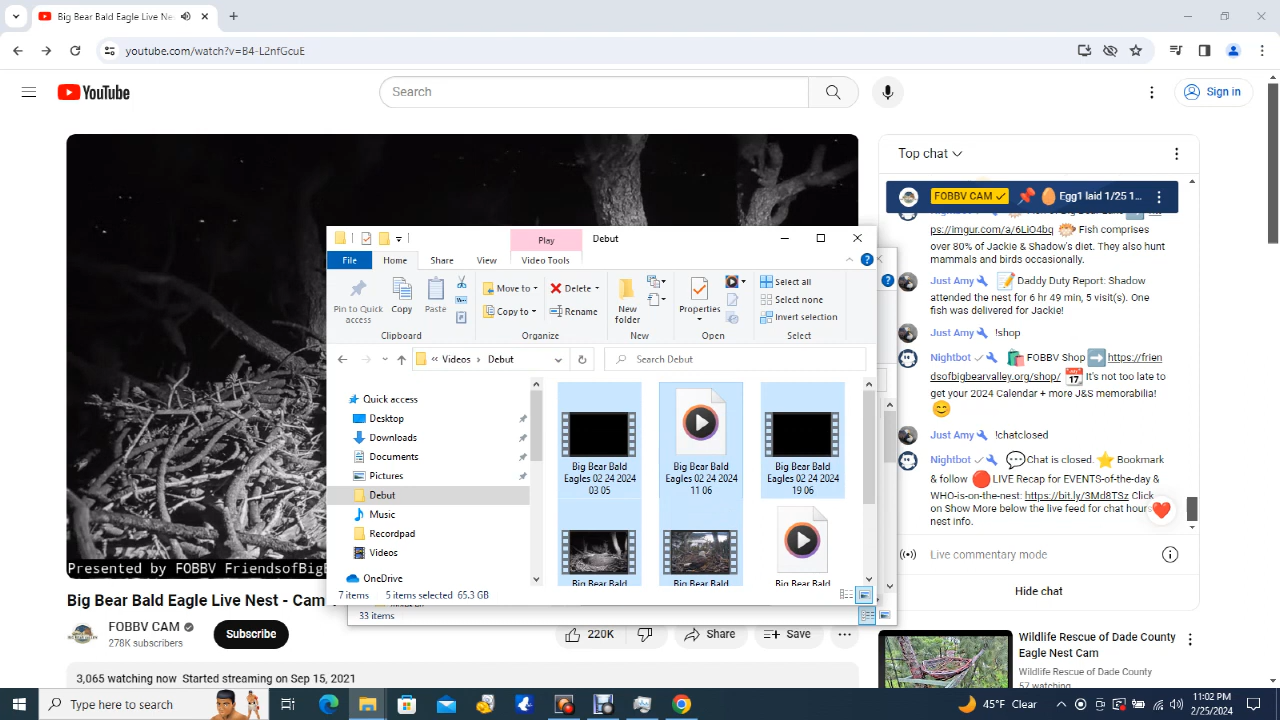 Big Bear Bald Eagle Live Ne
youtube.com/watch?v=B4-L2nfGcuE
YouTube
Search
Sign in
Top chat
FOBBV CAM
Egg1 laid 1/25 1...
ps://imgur.com/a/6LiO4bq
Fish comprises
over 80% of Jackie & Shadow's diet. They also hunt
mammals and birds occasionally.
Just Amy
Daddy Duty Report: Shadow
attended the nest for 6 hr 49 min, 5 visit(s). One
fish was delivered for Jackie!
Just Amy
!shop
Nightbot
FOBBV Shop
https://frien
dsofbigbearvalley.org/shop/
It's not too late to
get your 2024 Calendar + more J&S memorabilia!
Just Amy
!chatclosed
Nightbot
Chat is closed.
Bookmark
& follow
LIVE Recap for EVENTS-of-the-day &
WHO-is-on-the-nest: https://bit.ly/3Md8TSz Click
on Show More below the live feed for chat hours
nest info.
Live commentary mode
Hide chat
Play
Debut
File
Home
Share
View
Video Tools
Pin to Quick
access
Copy
Paste
Move to
Copy to
Delete
Rename
New
folder
Properties
Select all
Select none
Invert selection
Clipboard
Organize
New
Open
Select
Videos
Debut
Search Debut
Quick access
Desktop
Downloads
Documents
Pictures
Debut
Music
Recordpad
Videos
OneDrive
Big Bear Bald
Eagles 02 24 2024
03 05
Big Bear Bald
Eagles 02 24 2024
11 06
Big Bear Bald
Eagles 02 24 2024
19 06
Big Bear Bald
Big Bear Bald
Big Bear Bald
7 items
5 items selected 65.3 GB
33 items
Presented by FOBBV FriendsofBig
Big Bear Bald Eagle Live Nest - Cam
FOBBV CAM
278K subscribers
Subscribe
220K
Share
Save
3,065 watching now Started streaming on Sep 15, 2021
Wildlife Rescue of Dade County
Eagle Nest Cam
Wildlife Rescue of Dade County
57 watching
Type here to search
45°F Clear
11:02 PM
2/25/2024